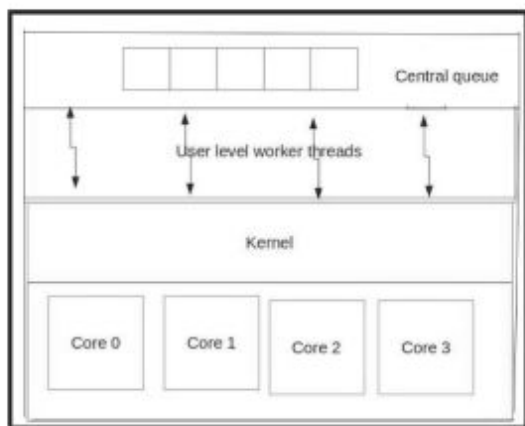 Central queue
User level worker threads
Kernel
Core 0
Core 1
Core 2
Core 3